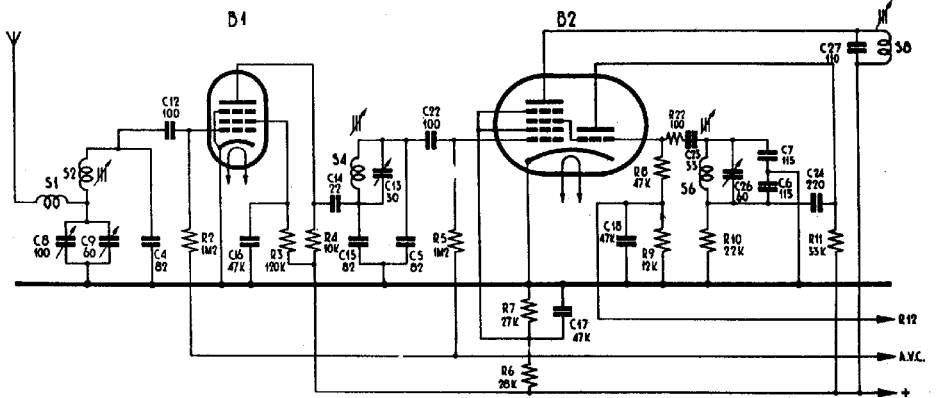 B1
B2
C27
110
S8
C12
100
C22
100
R22
100
C25
33
C7
115
S2
S4
C14
22
C13
50
R8
47K
S6
C26
60
C6
115
C24
220
S1
C8
100
C9
60
C4
82
R2
1M2
C16
47K
R3
120K
R4
10K
C15
82
C5
82
R5
1M2
C18
47K
R9
12K
R10
22K
R11
33K
R7
27K
C17
47K
R12
A.V.C.
R6
28K
+